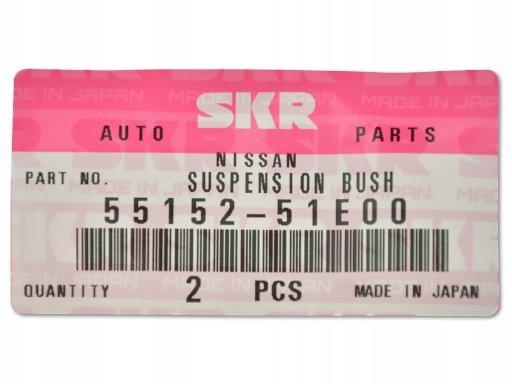 SKR
AUTO PARTS
NISSAN
PART NO. SUSPENSION BUSH
55152-51E00
QUANTITY 2 PCS MADE IN JAPAN